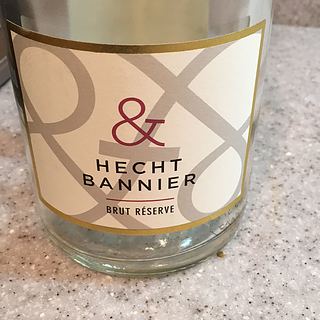 &
HECHT
BANNIER
BRUT RÉSERVE